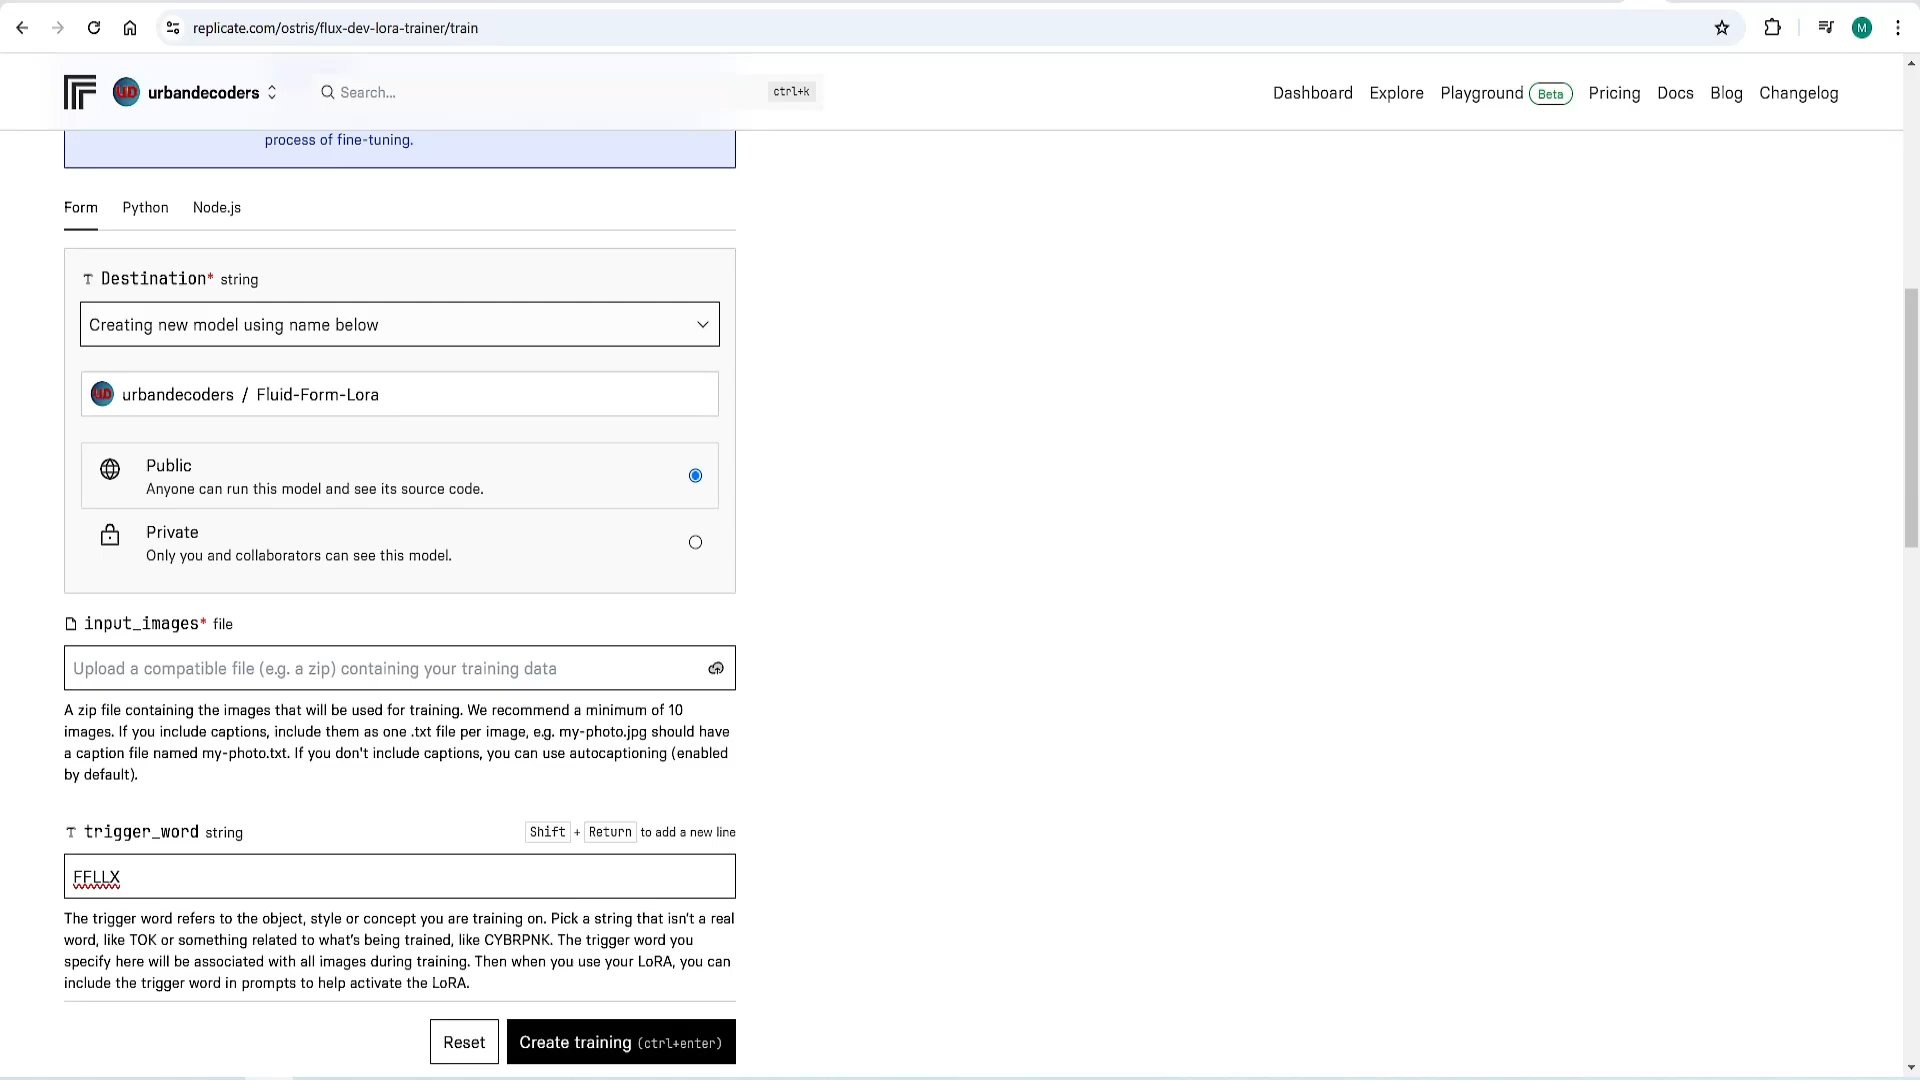 replicate.com/ostris/flux-dev-lora-trainer/train
M
UD urbandecoders Search... ctrl+k Dashboard Explore Playground Beta Pricing Docs Blog Changelog
process of fine-tuning.
Form Python Node.js
T Destination* string
Creating new model using name below
UD urbandecoders / Fluid-Form-Lora
Public
Anyone can run this model and see its source code.
Private
Only you and collaborators can see this model.
input_images* file
Upload a compatible file (e.g. a zip) containing your training data
A zip file containing the images that will be used for training. We recommend a minimum of 10
images. If you include captions, include them as one .txt file per image, e.g. my-photo.jpg should have
a caption file named my-photo.txt. If you don't include captions, you can use autocaptioning (enabled
by default).
T trigger_word string Shift + Return to add a new line
FFLLX
The trigger word refers to the object, style or concept you are training on. Pick a string that isn't a real
word, like TOK or something related to what's being trained, like CYBRPNK. The trigger word you
specify here will be associated with all images during training. Then when you use your LoRA, you can
include the trigger word in prompts to help activate the LoRA.
Reset Create training (ctrl+enter)